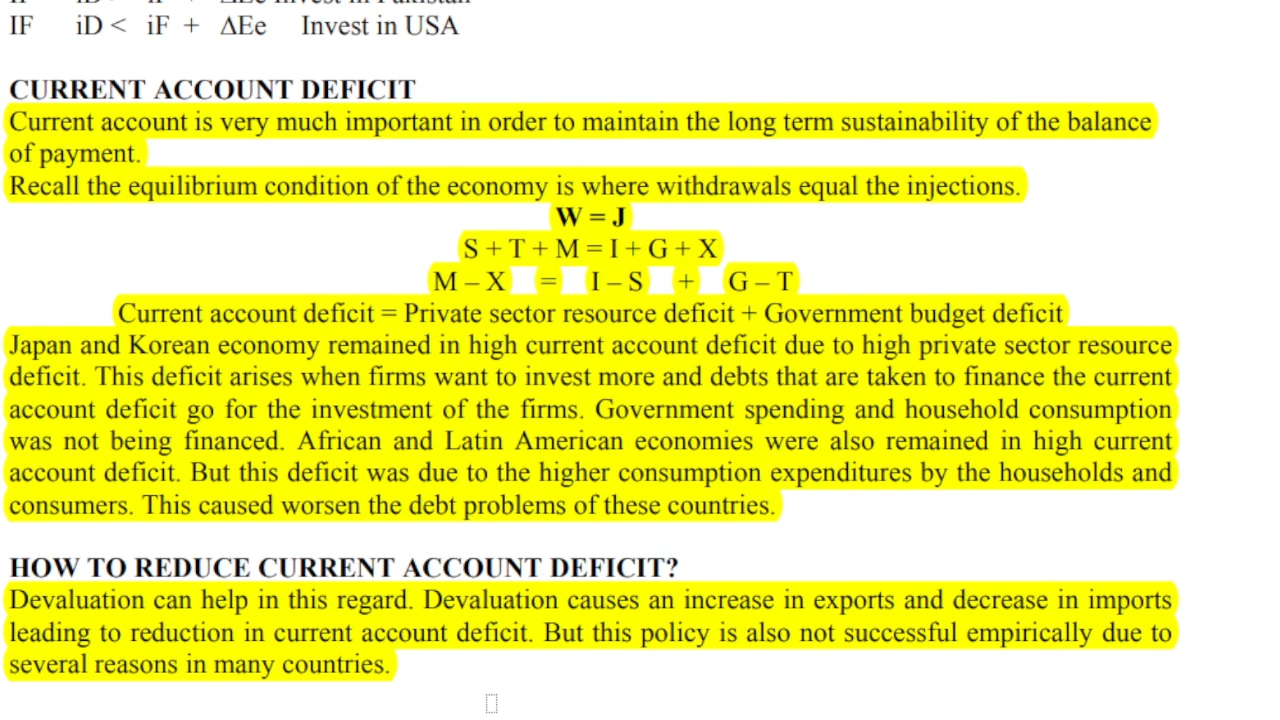 IF iD < iF + ΔEe Invest in USA
CURRENT ACCOUNT DEFICIT
Current account is very much important in order to maintain the long term sustainability of the balance
of payment.
Recall the equilibrium condition of the economy is where withdrawals equal the injections.
W = J
S + T + M = I + G + X
M – X = I – S + G – T
Current account deficit = Private sector resource deficit + Government budget deficit
Japan and Korean economy remained in high current account deficit due to high private sector resource
deficit. This deficit arises when firms want to invest more and debts that are taken to finance the current
account deficit go for the investment of the firms. Government spending and household consumption
was not being financed. African and Latin American economies were also remained in high current
account deficit. But this deficit was due to the higher consumption expenditures by the households and
consumers. This caused worsen the debt problems of these countries.
HOW TO REDUCE CURRENT ACCOUNT DEFICIT?
Devaluation can help in this regard. Devaluation causes an increase in exports and decrease in imports
leading to reduction in current account deficit. But this policy is also not successful empirically due to
several reasons in many countries.